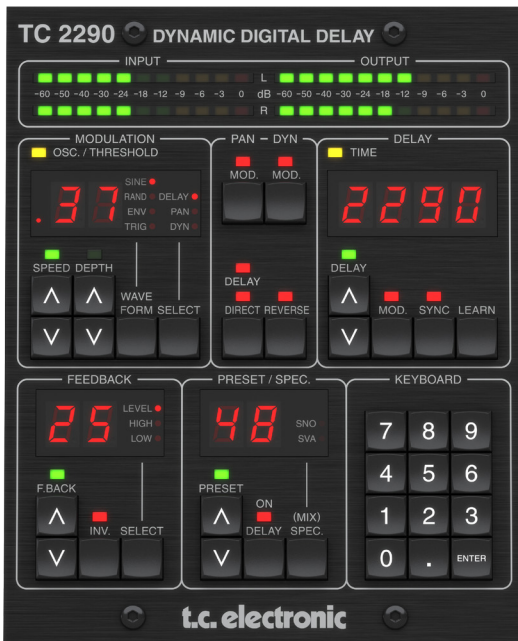 TC 2290 DYNAMIC DIGITAL DELAY
INPUT OUTPUT
L
-60 -50 -40 -30 -24 -18 -12 -9 -6 -3 0 dB -60 -50 -40 -30 -24 -18 -12 -9 -6 -3 0
R
MODULATION
OSC. / THRESHOLD
.37
SINE
RAND DELAY
ENV PAN
TRIG DYN
SPEED DEPTH
WAVE
FORM SELECT
PAN - DYN
MOD. MOD.
DELAY
DIRECT REVERSE
DELAY
TIME
2290
DELAY
MOD. SYNC LEARN
FEEDBACK
25
LEVEL
HIGH
LOW
F.BACK
INV. SELECT
PRESET / SPEC.
48
SNO
SVA
PRESET
ON (MIX)
DELAY SPEC.
KEYBOARD
7 8 9
4 5 6
1 2 3
0 . ENTER
t.c. electronic